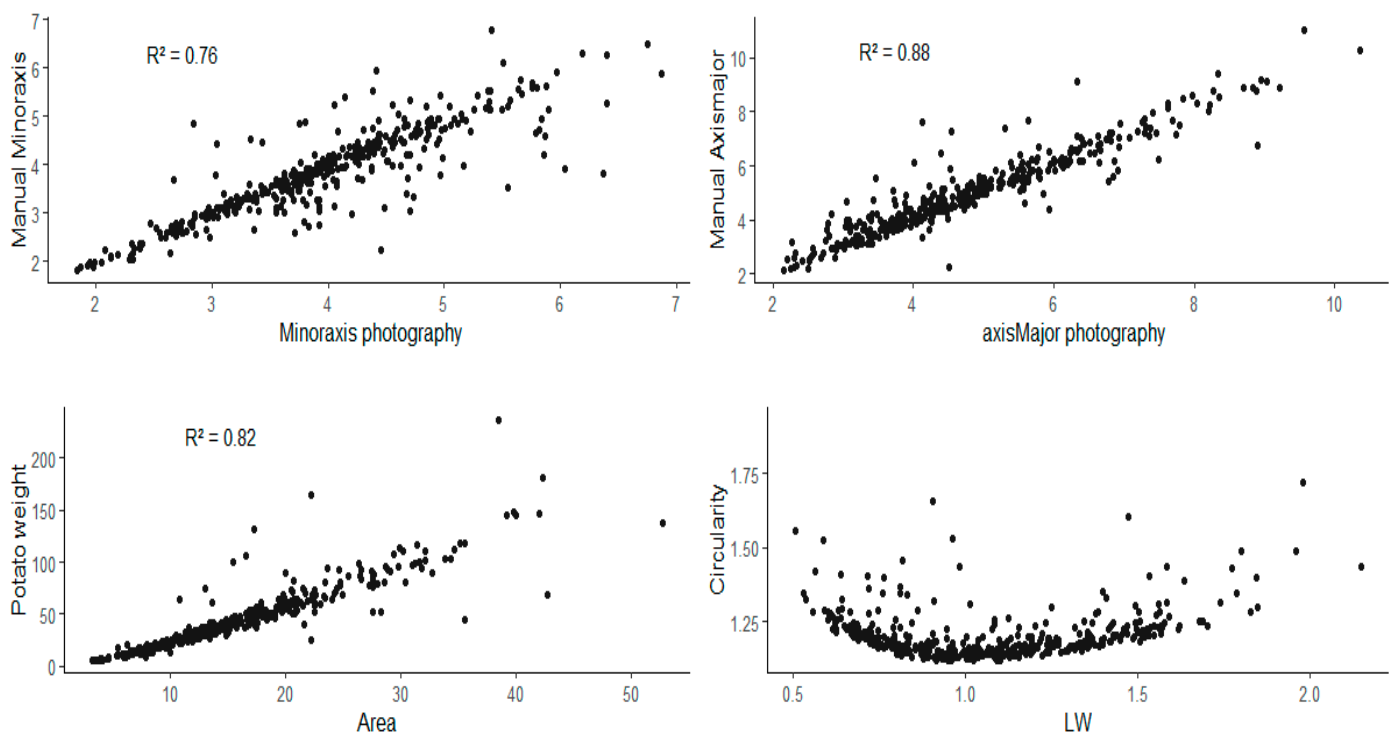 Manual Minoraxis
7
6
5
4
3
2
R² = 0.76
2 3 4 5 6 7
Minoraxis photography
Manual Axismajor
10
8
6
4
2
R² = 0.88
2 4 6 8 10
axisMajor photography
Potato weight
200
150
100
50
0
R² = 0.82
10 20 30 40 50
Area
Circularity
1.75
1.50
1.25
0.5 1.0 1.5 2.0
LW